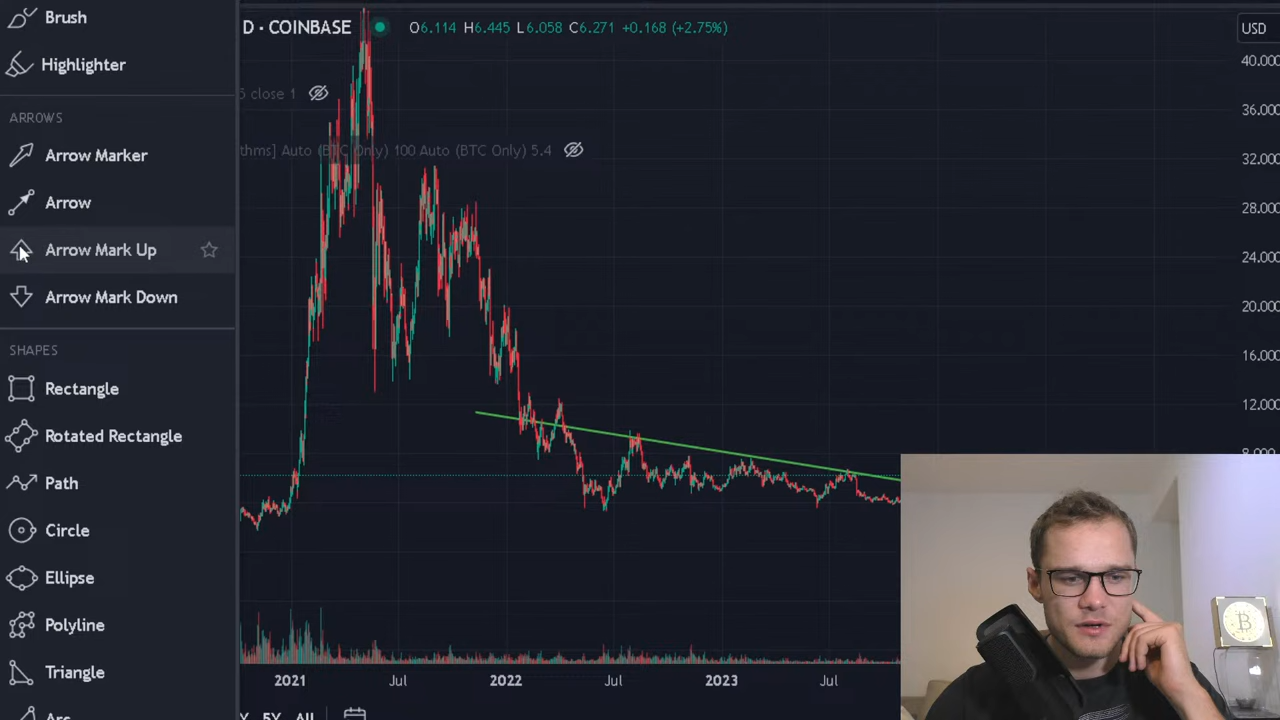 Brush
Highlighter
ARROWS
Arrow Marker
Arrow
Arrow Mark Up
Arrow Mark Down
SHAPES
Rectangle
Rotated Rectangle
Path
Circle
Ellipse
Polyline
Triangle
Arc
D · COINBASE O6.114 H6.445 L6.058 C6.271 +0.168 (+2.75%)
close 1
thms] Auto (BTC Only) 100 Auto (BTC Only) 5.4
USD
40.000
36.000
32.000
28.000
24.000
20.000
16.000
12.000
8.000
2021 Jul 2022 Jul 2023 Jul
Y 5Y All
B